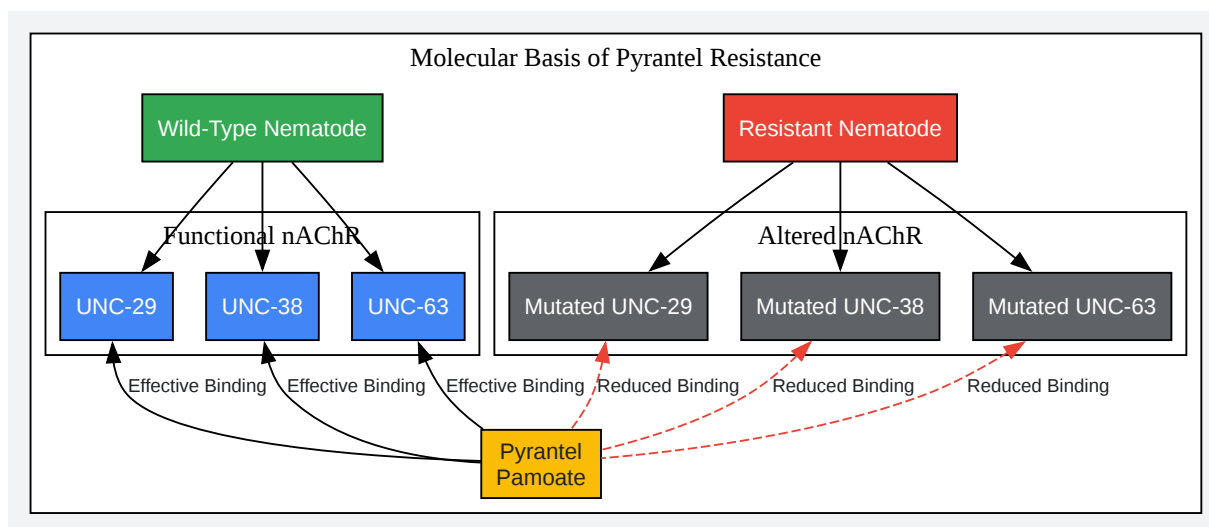 Molecular Basis of Pyrantel Resistance
Wild-Type Nematode
Resistant Nematode
Functional nAChR
Altered nAChR
UNC-29
UNC-38
UNC-63
Mutated UNC-29
Mutated UNC-38
Mutated UNC-63
Effective Binding
Effective Binding
Effective Binding
Reduced Binding
Reduced Binding
Reduced Binding
Pyrantel
Pamoate